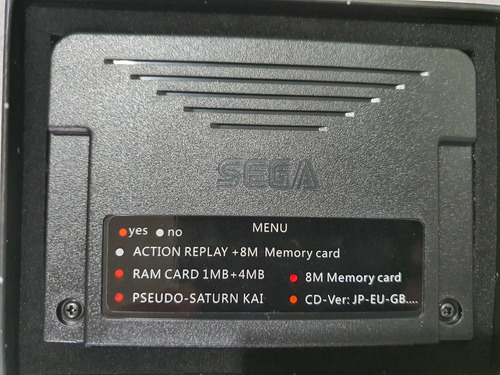 SEGA
yes no MENU
ACTION REPLAY +8M Memory card
RAM CARD 1MB+4MB 8M Memory card
PSEUDO-SATURN KAI CD-Ver: JP-EU-GB....